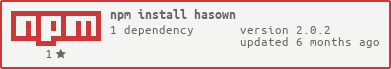 npm
npm install hasown
1 dependency
version 2.0.2
updated 6 months ago
1